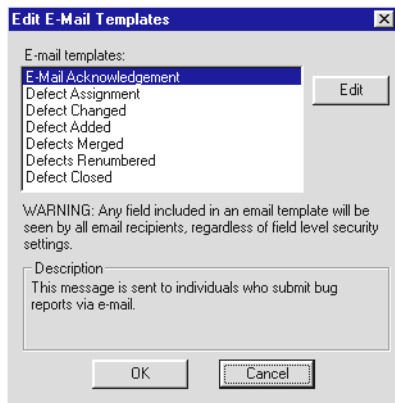 Edit E-Mail Templates
E-mail templates:
E-Mail Acknowledgement
Defect Assignment
Defect Changed
Defect Added
Defects Merged
Defects Renumbered
Defect Closed
Edit
WARNING: Any field included in an email template will be
seen by all email recipients, regardless of field level security
settings.
Description
This message is sent to individuals who submit bug
reports via e-mail.
OK
Cancel